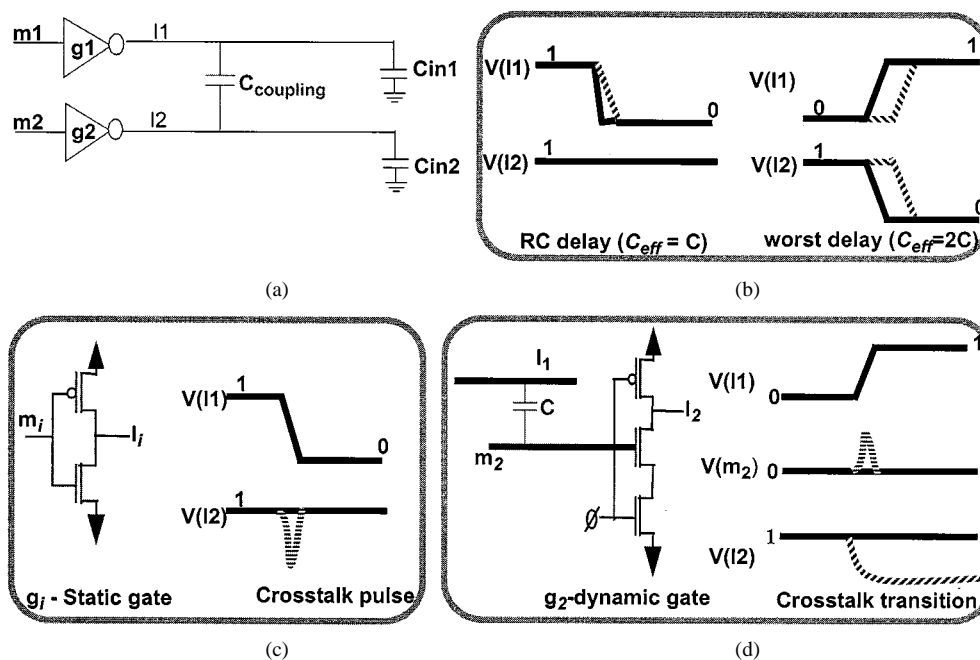 m1 g1 l1
Ccoupling Cin1
m2 g2 l2
Cin2
(a)
1
V(l1)
0
1
V(l2)
RC delay (Ceff = C)
1
V(l1)
0
1
V(l2)
0
worst delay (Ceff=2C)
(b)
mi li
gi - Static gate
1
V(l1)
0
1
V(l2)
Crosstalk pulse
(c)
l1
C
m2
l2
ø
g2-dynamic gate
1
V(l1) 0
V(m2) 0
1
V(l2)
Crosstalk transition
(d)